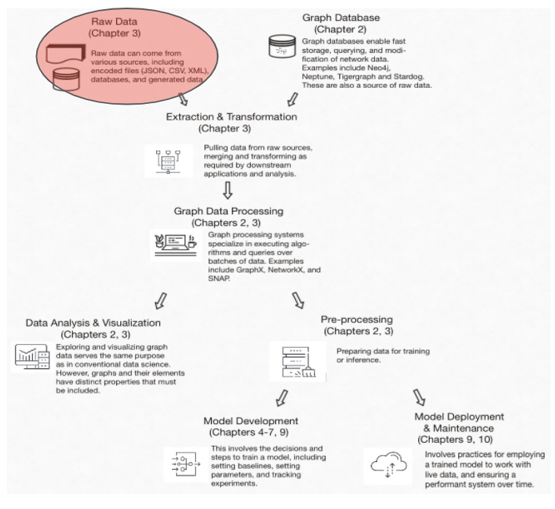 Raw Data
(Chapter 3)
Raw data can come from
various sources, including
encoded files (JSON, CSV, XML),
databases, and generated data.
Graph Database
(Chapter 2)
Graph databases enable fast
storage, querying, and modi-
fication of network data.
Examples include Neo4j,
Neptune, Tigergraph and Stardog.
These are also a source of raw data.
Extraction & Transformation
(Chapter 3)
Pulling data from raw sources,
merging and transforming as
required by downstream
applications and analysis.
Graph Data Processing
(Chapters 2, 3)
Graph processing systems
specialize in executing algo-
rithms and queries over
batches of data. Examples
include GraphX, NetworkX, and
SNAP.
Data Analysis & Visualization
(Chapters 2, 3)
Exploring and visualizing graph
data serves the same purpose
as in conventional data science.
However, graphs and their elements
have distinct properties that must
be included.
Pre-processing
(Chapters 2, 3)
Preparing data for training
or inference.
Model Development
(Chapters 4-7, 9)
This involves the decisions and
steps to train a model, including
setting baselines, setting
parameters, and tracking
experiments.
Model Deployment
& Maintenance
(Chapters 9, 10)
Involves practices for employing
a trained model to work with
live data, and ensuring a
performant system over time.